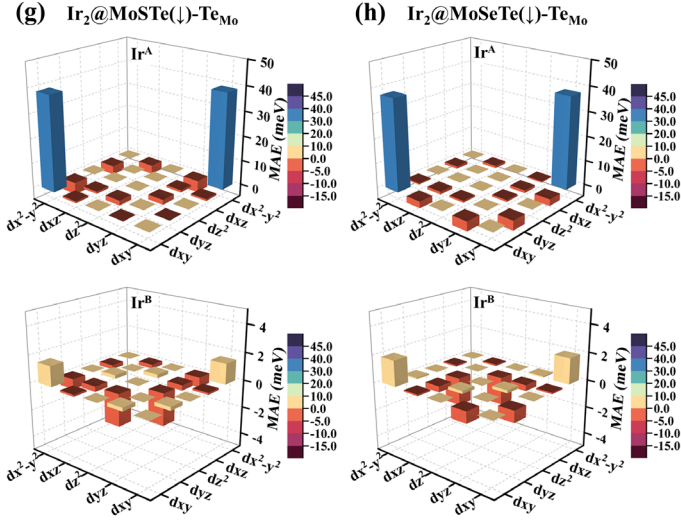 (g) Ir₂@MoSTe(↓)-Te_Mo
Ir^A
50
40
30
20
10
0
MAE (meV)
45.0
40.0
30.0
20.0
10.0
0.0
-5.0
-10.0
-15.0
dx²-y²
dxz
dz²
dyz
dxy
dxy
dyz
dz²
dxz
dx²-y²
(h) Ir₂@MoSeTe(↓)-Te_Mo
Ir^A
50
40
30
20
10
0
MAE (meV)
45.0
40.0
30.0
20.0
10.0
0.0
-5.0
-10.0
-15.0
dx²-y²
dxz
dz²
dyz
dxy
dxy
dyz
dz²
dxz
dx²-y²
Ir^B
4
2
0
-2
-4
MAE (meV)
45.0
40.0
30.0
20.0
10.0
0.0
-5.0
-10.0
-15.0
dx²-y²
dxz
dz²
dyz
dxy
dxy
dyz
dz²
dxz
dx²-y²
Ir^B
4
2
0
-2
-4
MAE (meV)
45.0
40.0
30.0
20.0
10.0
0.0
-5.0
-10.0
-15.0
dx²-y²
dxz
dz²
dyz
dxy
dxy
dyz
dz²
dxz
dx²-y²